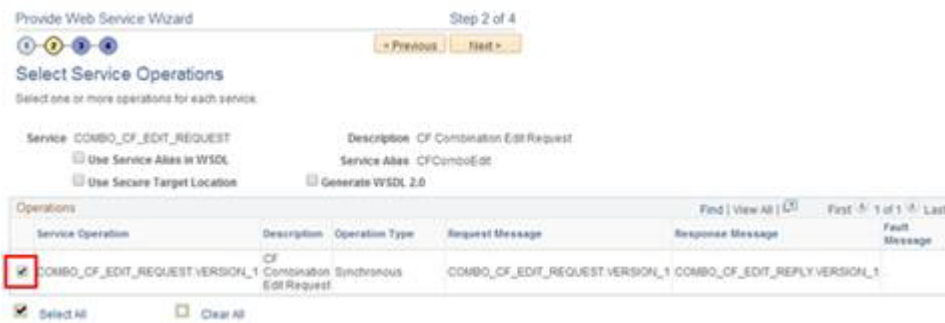 Provide Web Service Wizard Step 2 of 4
1 2 3 4 < Previous Next >
Select Service Operations
Select one or more operations for each service.
Service COMBO_CF_EDIT_REQUEST Description CF Combination Edit Request
Use Service Alias in WSDL Service Alias CFComboEdit
Use Secure Target Location Generate WSDL 2.0
Operations Find | View All | First 1 of 1 Last
Service Operation Description Operation Type Request Message Response Message Fault Message
COMBO_CF_EDIT_REQUEST.VERSION_1 CF Combination Edit Request Synchronous COMBO_CF_EDIT_REQUEST.VERSION_1 COMBO_CF_EDIT_REPLY.VERSION_1
Select All Clear All